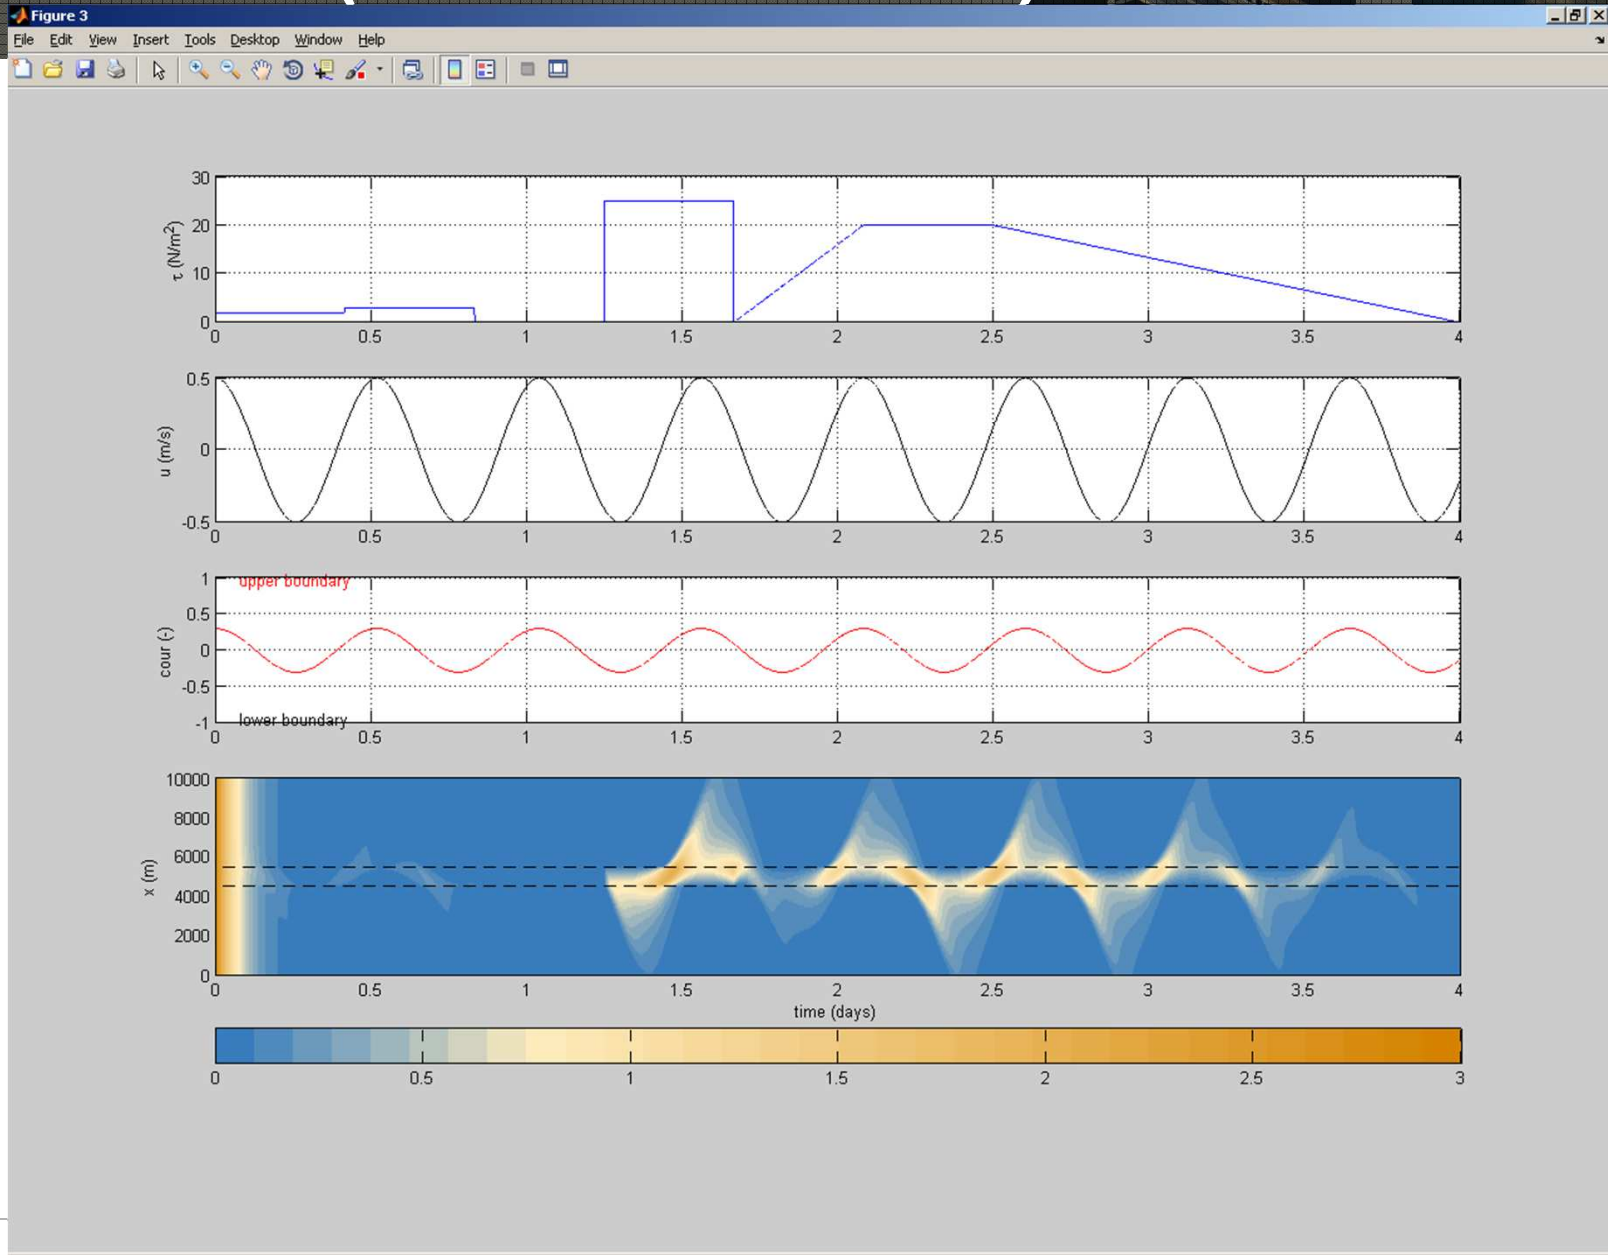 Figure 3
File Edit View Insert Tools Desktop Window Help
30
20
10
0
τ (N/m²)
0 0.5 1 1.5 2 2.5 3 3.5 4
0.5
0
-0.5
u (m/s)
0 0.5 1 1.5 2 2.5 3 3.5 4
1
0.5
0
-0.5
-1
cour (-)
upper boundary
lower boundary
0 0.5 1 1.5 2 2.5 3 3.5 4
10000
8000
6000
4000
2000
0
x (m)
0 0.5 1 1.5 2 2.5 3 3.5 4
time (days)
0 0.5 1 1.5 2 2.5 3